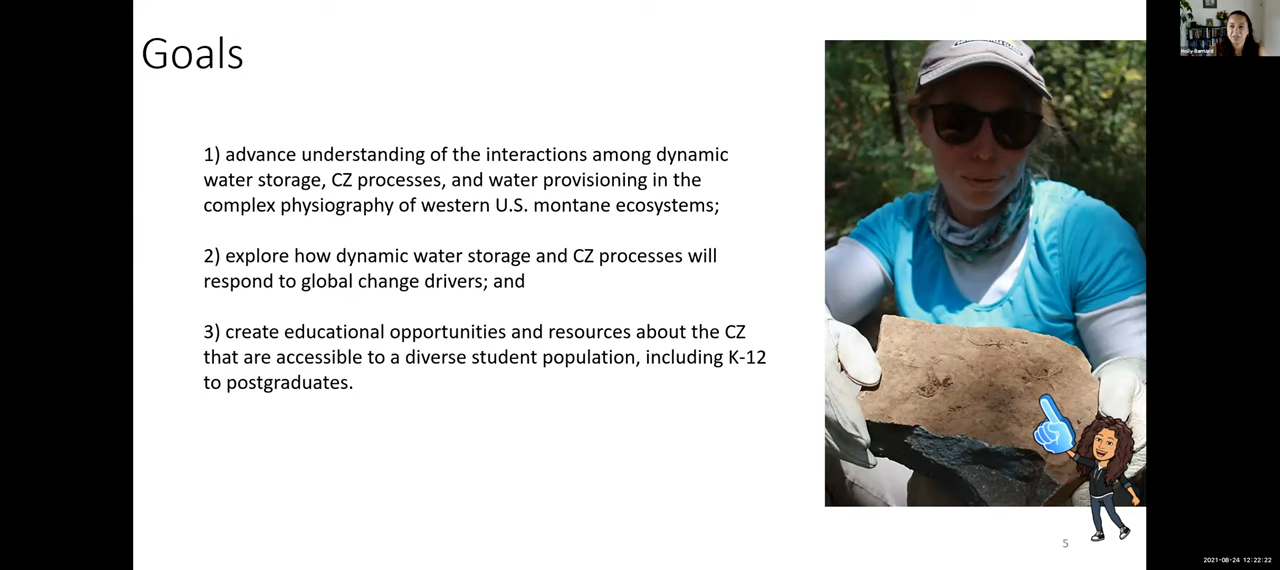 Goals
1) advance understanding of the interactions among dynamic
water storage, CZ processes, and water provisioning in the
complex physiography of western U.S. montane ecosystems;
2) explore how dynamic water storage and CZ processes will
respond to global change drivers; and
3) create educational opportunities and resources about the CZ
that are accessible to a diverse student population, including K-12
to postgraduates.
5
Holly Barnard
2021-08-24 12:22:22